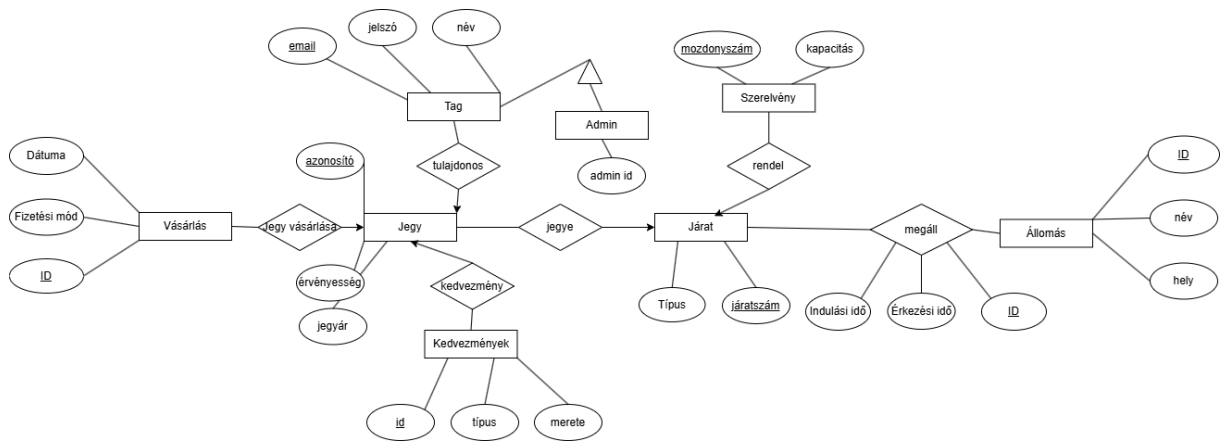 jelszó
név
email
mozdonyszám
kapacitás
Tag
Szerelvény
Admin
Dátuma
azonosító
tulajdonos
admin id
rendel
ID
Fizetési mód
Vásárlás
Jegy vásárlása
Jegy
jegye
Járat
megáll
Állomás
név
ID
érvényesség
kedvezmény
hely
jegyár
Típus
járatszám
Indulási idő
Érkezési idő
ID
Kedvezmények
id
típus
merete